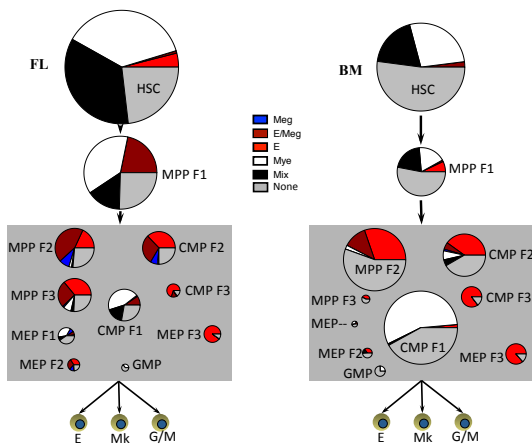 FL
HSC
BM
HSC
Meg
E/Meg
E
Mye
Mix
None
MPP F1
MPP F1
MPP F2
CMP F2
MPP F3
CMP F3
CMP F1
MEP F1
MEP F3
MEP F2
GMP
MPP F2
CMP F2
MPP F3
CMP F3
MEP--
CMP F1
MEP F2
MEP F3
GMP
E Mk G/M
E Mk G/M